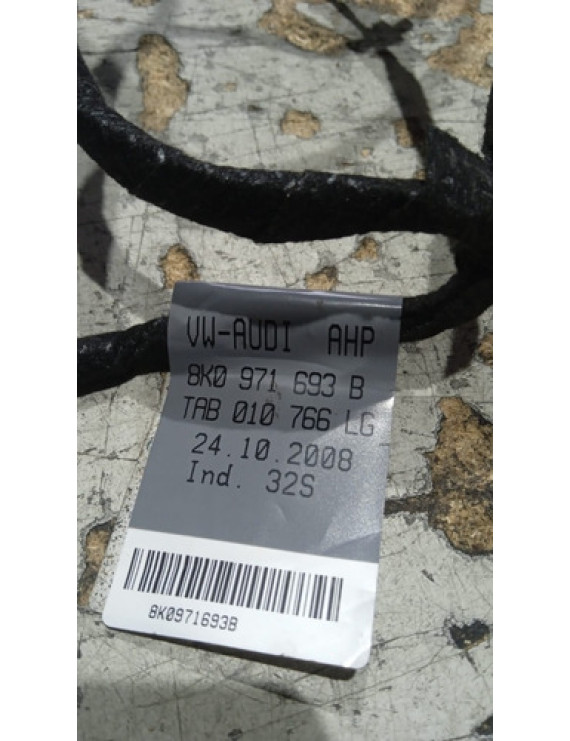 VW-AUDI AHP
8K0 971 693 B
TAB 010 766 LG
24.10.2008
Ind. 32S
8K0971693B